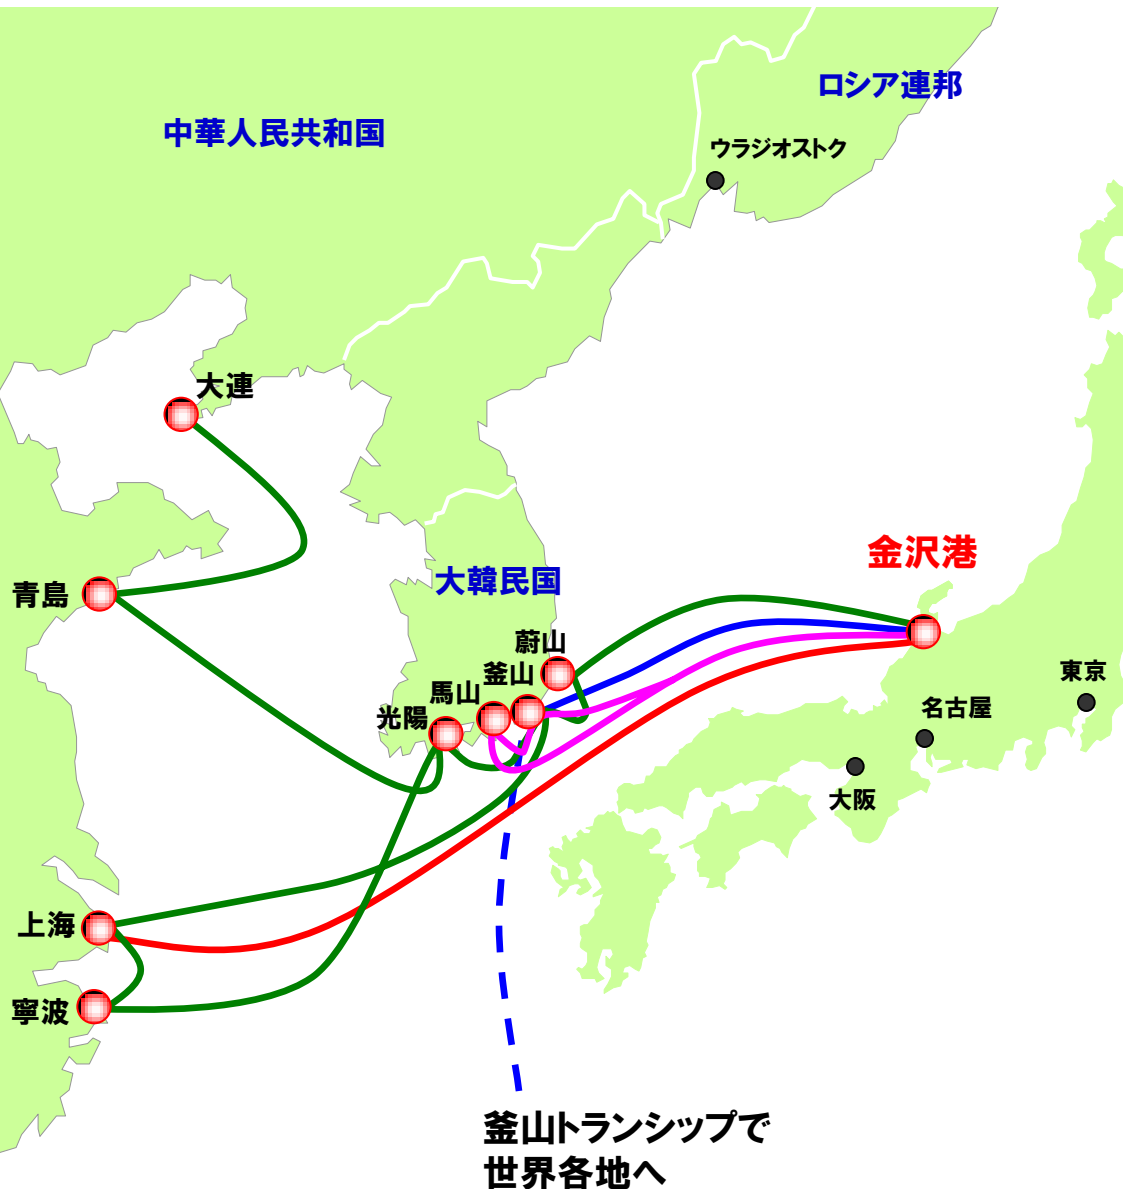 ロシア連邦
中華人民共和国
ウラジオストク
大連
金沢港
大韓民国
青島
蔚山
釜山
馬山
光陽
東京
名古屋
大阪
上海
寧波
釜山トランシップで
世界各地へ